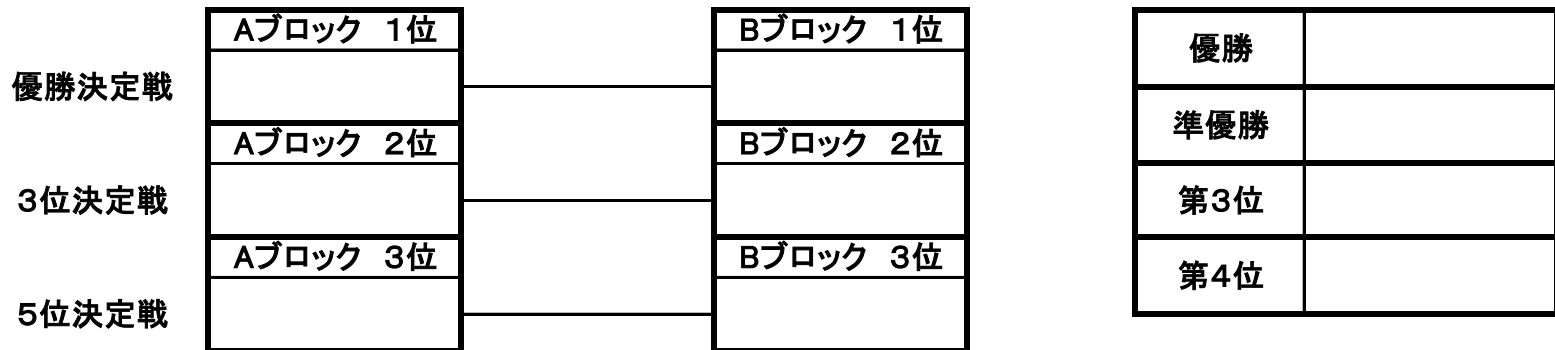 Aブロック　1位
Bブロック　1位
優勝決定戦
Aブロック　2位
Bブロック　2位
3位決定戦
Aブロック　3位
Bブロック　3位
5位決定戦
優勝
準優勝
第3位
第4位